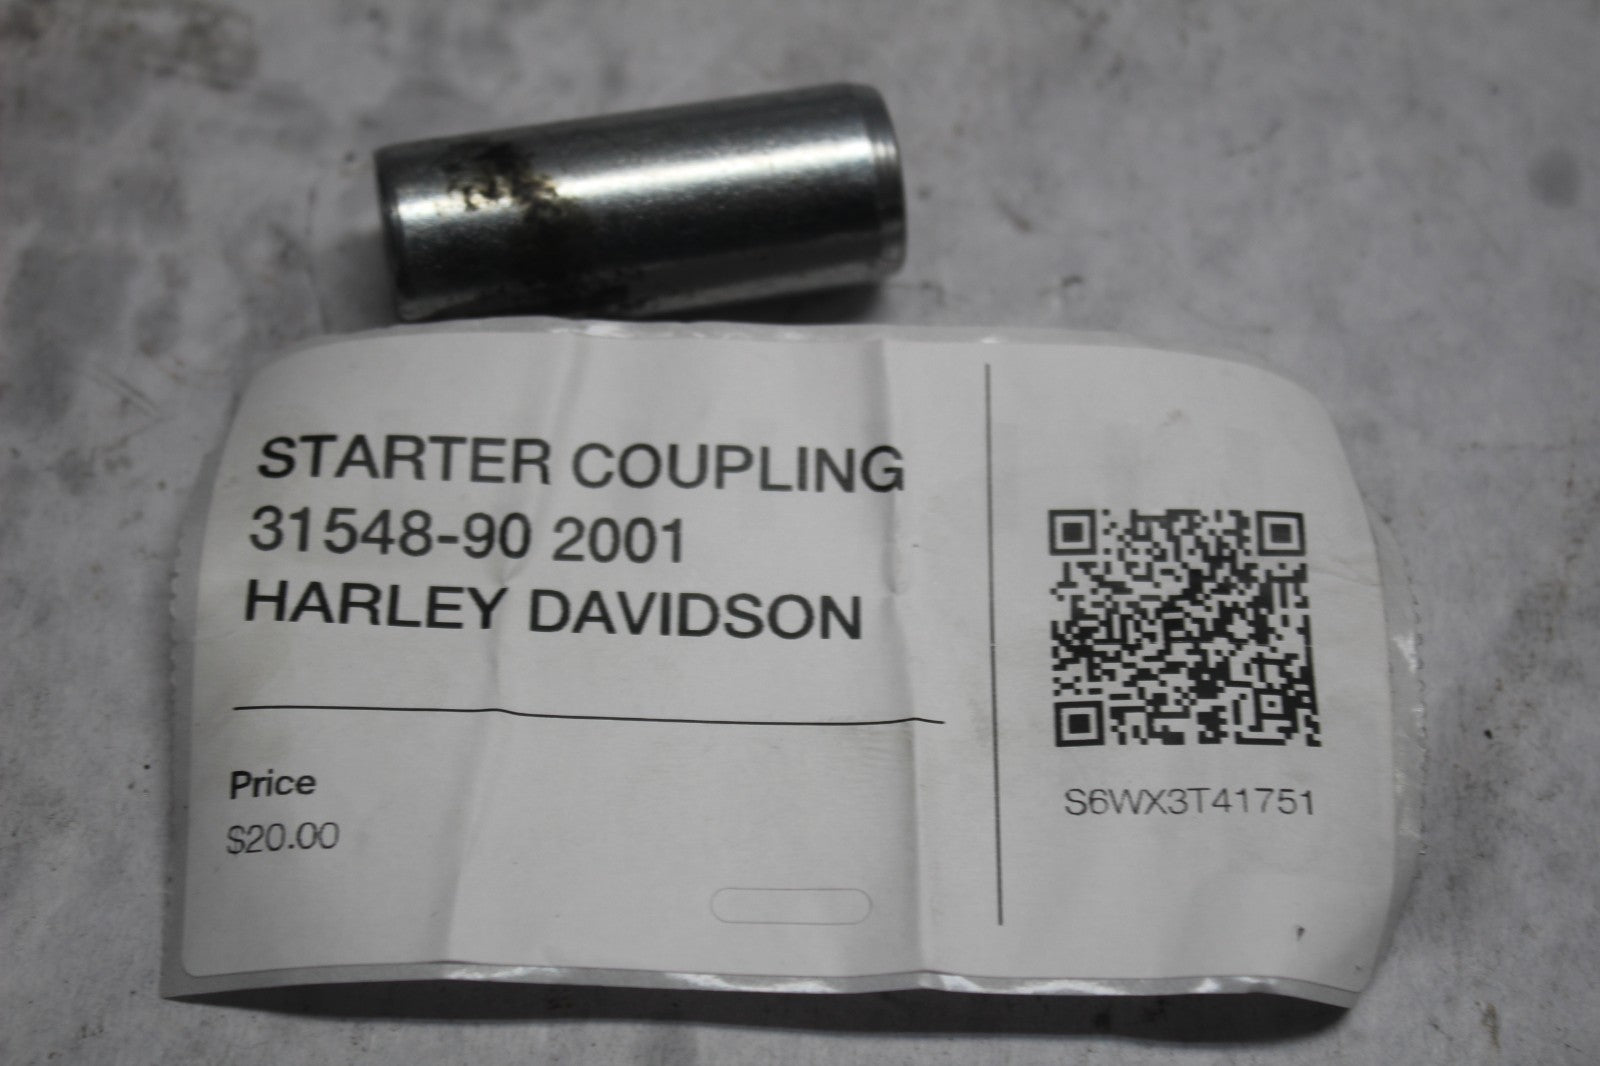 STARTER COUPLING
31548-90 2001
HARLEY DAVIDSON
Price
$20.00
S6WX3T41751